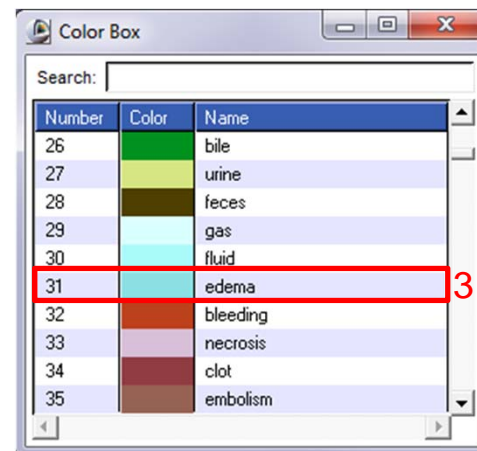 Color Box
Search:
Number Color Name
26 bile
27 urine
28 feces
29 gas
30 fluid
31 edema 3
32 bleeding
33 necrosis
34 clot
35 embolism